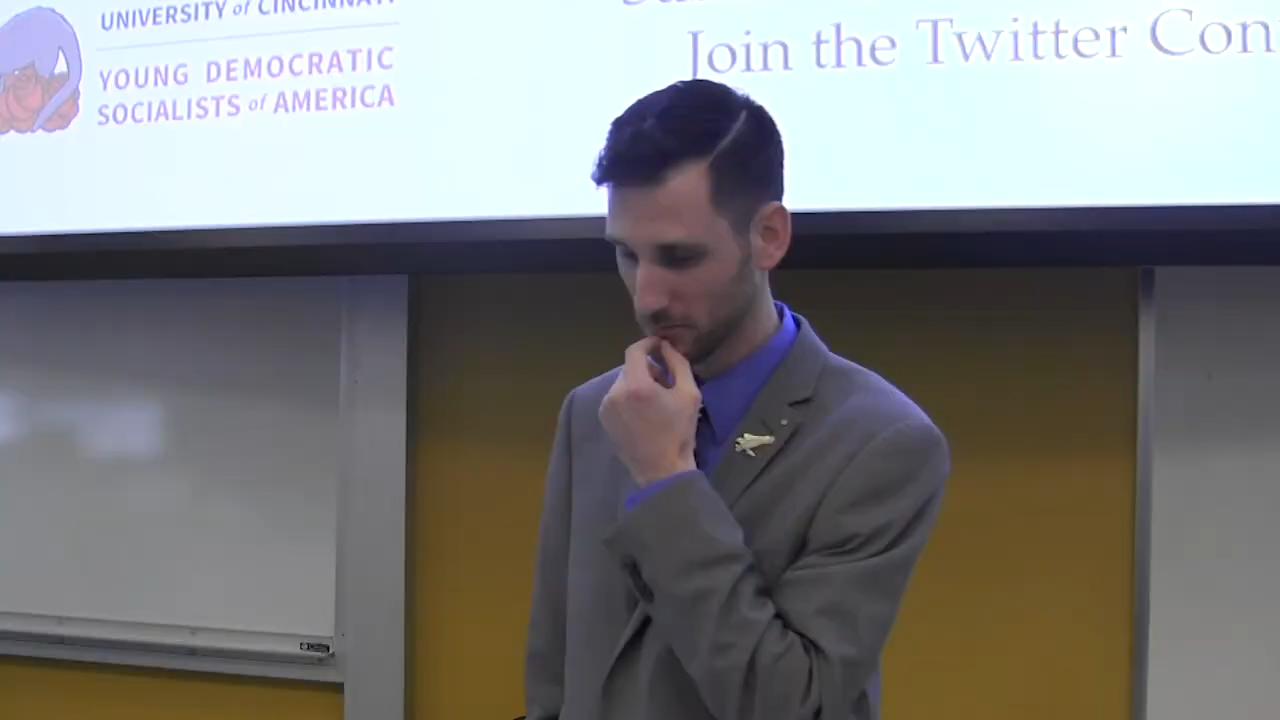 UNIVERSITY of CINCINNATI
YOUNG DEMOCRATIC
SOCIALISTS of AMERICA
Join the Twitter Con